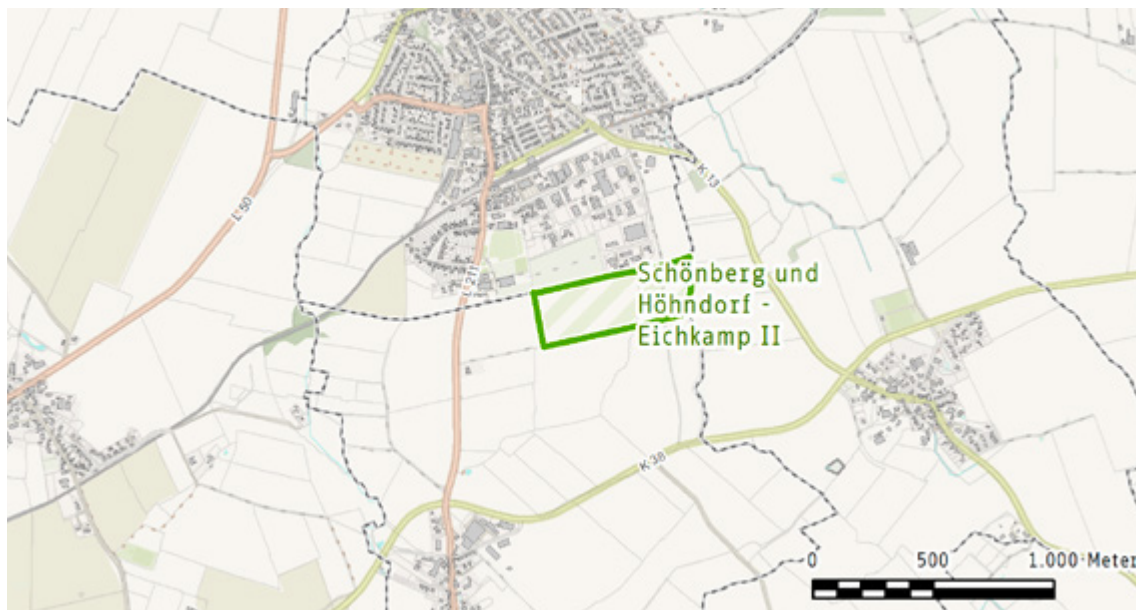 K 13
L 50
L 211
Schönberg und
Höhndorf -
Eichkamp II
K 38
0 500 1.000 Meter